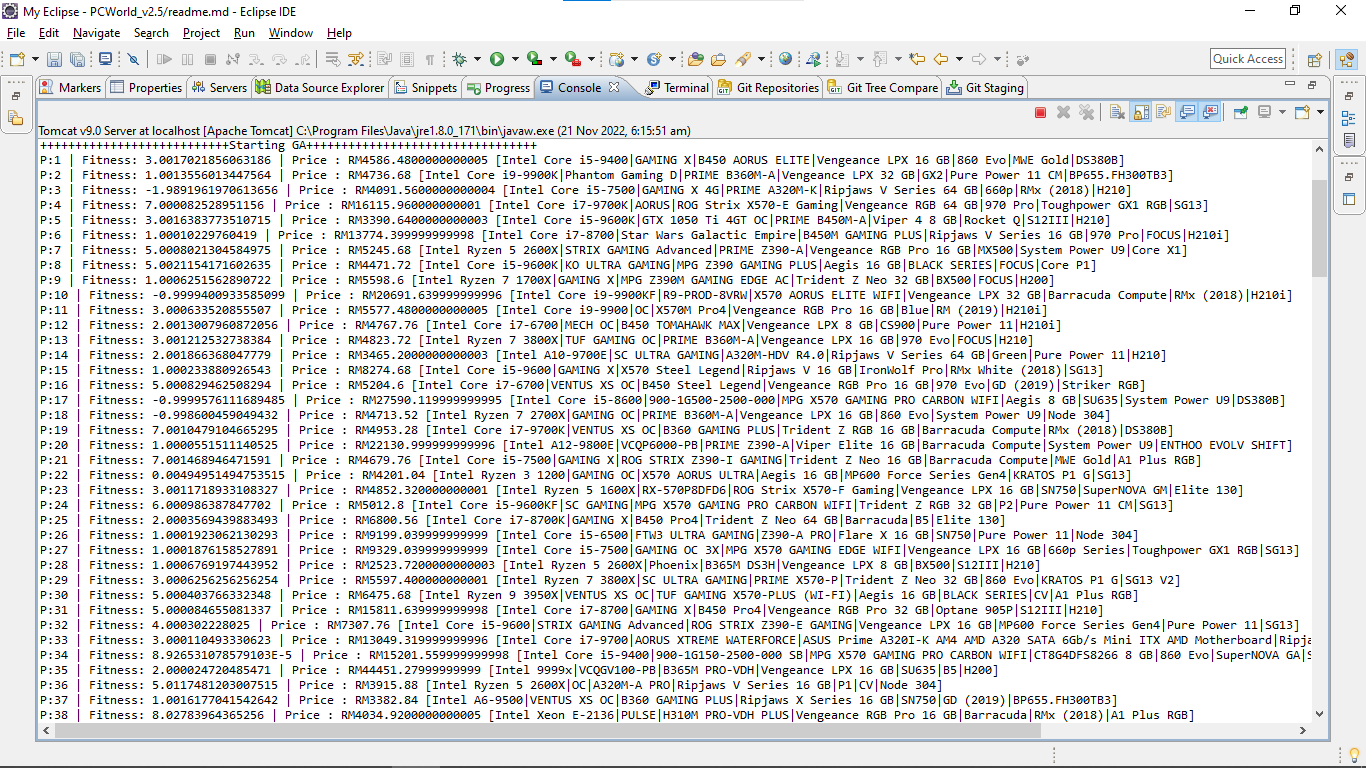 My Eclipse - PCWorld_v2.5/readme.md - Eclipse IDE
File Edit Navigate Search Project Run Window Help
Quick Access
Markers Properties Servers Data Source Explorer Snippets Progress Console Terminal Git Repositories Git Tree Compare Git Staging
Tomcat v9.0 Server at localhost [Apache Tomcat] C:\Program Files\Java\jre1.8.0_171\bin\javaw.exe (21 Nov 2022, 6:15:51 am)
+++++++++++++++++++++++++++Starting GA+++++++++++++++++++++++++++++++++
P:1 | Fitness: 3.0017021856063186 | Price : RM4586.4800000000005 [Intel Core i5-9400|GAMING X|B450 AORUS ELITE|Vengeance LPX 16 GB|860 Evo|MWE Gold|DS380B]
P:2 | Fitness: 1.0013556013447564 | Price : RM4736.68 [Intel Core i9-9900K|Phantom Gaming D|PRIME B360M-A|Vengeance LPX 32 GB|GX2|Pure Power 11 CM|BP655.FH300TB3]
P:3 | Fitness: -1.9891961970613656 | Price : RM4091.5600000000004 [Intel Core i5-7500|GAMING X 4G|PRIME A320M-K|Ripjaws V Series 64 GB|660p|RMx (2018)|H210]
P:4 | Fitness: 7.000082528951156 | Price : RM16115.960000000001 [Intel Core i7-9700K|AORUS|ROG Strix X570-E Gaming|Vengeance RGB 64 GB|970 Pro|Toughpower GX1 RGB|SG13]
P:5 | Fitness: 3.0016383773510715 | Price : RM3390.6400000000003 [Intel Core i5-9600K|GTX 1050 Ti 4GT OC|PRIME B450M-A|Viper 4 8 GB|Rocket Q|S12III|H210]
P:6 | Fitness: 1.00010229760419 | Price : RM13774.399999999998 [Intel Core i7-8700|Star Wars Galactic Empire|B450M GAMING PLUS|Ripjaws V Series 16 GB|970 Pro|FOCUS|H210i]
P:7 | Fitness: 5.0008021304584975 | Price : RM5245.68 [Intel Ryzen 5 2600X|STRIX GAMING Advanced|PRIME Z390-A|Vengeance RGB Pro 16 GB|MX500|System Power U9|Core X1]
P:8 | Fitness: 5.0021154171602635 | Price : RM4471.72 [Intel Core i5-9600K|KO ULTRA GAMING|MPG Z390 GAMING PLUS|Aegis 16 GB|BLACK SERIES|FOCUS|Core P1]
P:9 | Fitness: 1.0006251562890722 | Price : RM5598.6 [Intel Ryzen 7 1700X|GAMING X|MPG Z390M GAMING EDGE AC|Trident Z Neo 32 GB|BX500|FOCUS|H200]
P:10 | Fitness: -0.9999400933585099 | Price : RM20691.639999999996 [Intel Core i9-9900KF|R9-PROD-8VRW|X570 AORUS ELITE WIFI|Vengeance LPX 32 GB|Barracuda Compute|RMx (2018)|H210i]
P:11 | Fitness: 3.000633520855507 | Price : RM5577.4800000000005 [Intel Core i9-9900|OC|X570M Pro4|Vengeance RGB Pro 16 GB|Blue|RM (2019)|H210i]
P:12 | Fitness: 2.0013007960872056 | Price : RM4767.76 [Intel Core i7-6700|MECH OC|B450 TOMAHAWK MAX|Vengeance LPX 8 GB|CS900|Pure Power 11|H210i]
P:13 | Fitness: 3.001212532738384 | Price : RM4823.72 [Intel Ryzen 7 3800X|TUF GAMING OC|PRIME B360M-A|Vengeance LPX 16 GB|970 Evo|FOCUS|H210]
P:14 | Fitness: 2.001866368047779 | Price : RM3465.2000000000003 [Intel A10-9700E|SC ULTRA GAMING|A320M-HDV R4.0|Ripjaws V Series 64 GB|Green|Pure Power 11|H210]
P:15 | Fitness: 1.000233880926543 | Price : RM8274.68 [Intel Core i5-9600|GAMING X|X570 Steel Legend|Ripjaws V 16 GB|IronWolf Pro|RMx White (2018)|SG13]
P:16 | Fitness: 5.000829462508294 | Price : RM5204.6 [Intel Core i7-6700|VENTUS XS OC|B450 Steel Legend|Vengeance RGB Pro 16 GB|970 Evo|GD (2019)|Striker RGB]
P:17 | Fitness: -0.9999576111689485 | Price : RM27590.119999999995 [Intel Core i5-8600|900-1G500-2500-000|MPG X570 GAMING PRO CARBON WIFI|Aegis 8 GB|SU635|System Power U9|DS380B]
P:18 | Fitness: -0.998600459049432 | Price : RM4713.52 [Intel Ryzen 7 2700X|GAMING OC|PRIME B360M-A|Vengeance LPX 16 GB|860 Evo|System Power U9|Node 304]
P:19 | Fitness: 7.0010479104665295 | Price : RM4953.28 [Intel Core i7-9700K|VENTUS XS OC|B360 GAMING PLUS|Trident Z RGB 16 GB|Barracuda Compute|RMx (2018)|DS380B]
P:20 | Fitness: 1.0000551511140525 | Price : RM22130.999999999996 [Intel A12-9800E|VCQP6000-PB|PRIME Z390-A|Viper Elite 16 GB|Barracuda Compute|System Power U9|ENTHOO EVOLV SHIFT]
P:21 | Fitness: 7.001468946471591 | Price : RM4679.76 [Intel Core i5-7500|GAMING X|ROG STRIX Z390-I GAMING|Trident Z Neo 16 GB|Barracuda Compute|MWE Gold|A1 Plus RGB]
P:22 | Fitness: 0.04944951494753515 | Price : RM4201.04 [Intel Ryzen 3 1200|GAMING OC|X570 AORUS ULTRA|Aegis 16 GB|MP600 Force Series Gen4|KRATOS P1 G|SG13]
P:23 | Fitness: 3.0011718933108327 | Price : RM4852.320000000001 [Intel Ryzen 5 1600X|RX-570P8DFD6|ROG Strix X570-F Gaming|Vengeance LPX 16 GB|SN750|SuperNOVA GM|Elite 130]
P:24 | Fitness: 6.000986387847702 | Price : RM5012.8 [Intel Core i5-9600KF|SC GAMING|MPG X570 GAMING PRO CARBON WIFI|Trident Z RGB 32 GB|P2|Pure Power 11 CM|SG13]
P:25 | Fitness: 2.0003569439883493 | Price : RM6800.56 [Intel Core i7-8700K|GAMING X|B450 Pro4|Trident Z Neo 64 GB|Barracuda|B5|Elite 130]
P:26 | Fitness: 1.0001923062130293 | Price : RM9199.039999999999 [Intel Core i5-6500|FTW3 ULTRA GAMING|Z390-A PRO|Flare X 16 GB|SN750|Pure Power 11|Node 304]
P:27 | Fitness: 1.0001876158527891 | Price : RM9329.039999999999 [Intel Core i5-7500|GAMING OC 3X|MPG X570 GAMING EDGE WIFI|Vengeance LPX 16 GB|660p Series|Toughpower GX1 RGB|SG13]
P:28 | Fitness: 1.0006769197443952 | Price : RM2523.7200000000003 [Intel Ryzen 5 2600X|Phoenix|B365M DS3H|Vengeance LPX 8 GB|BX500|S12III|H210]
P:29 | Fitness: 3.0006256256256254 | Price : RM5597.400000000001 [Intel Ryzen 7 3800X|SC ULTRA GAMING|PRIME X570-P|Trident Z Neo 32 GB|860 Evo|KRATOS P1 G|SG13 V2]
P:30 | Fitness: 5.000403766332348 | Price : RM6475.68 [Intel Ryzen 9 3950X|VENTUS XS OC|TUF GAMING X570-PLUS (WI-FI)|Aegis 16 GB|BLACK SERIES|CV|A1 Plus RGB]
P:31 | Fitness: 5.000084655081337 | Price : RM15811.639999999998 [Intel Core i7-8700|GAMING X|B450 Pro4|Vengeance RGB Pro 32 GB|Optane 905P|S12III|H210]
P:32 | Fitness: 4.000302228025 | Price : RM7307.76 [Intel Core i5-9600|STRIX GAMING Advanced|ROG STRIX Z390-E GAMING|Vengeance LPX 16 GB|MP600 Force Series Gen4|Pure Power 11|SG13]
P:33 | Fitness: 3.000110493330623 | Price : RM13049.319999999996 [Intel Core i7-9700|AORUS XTREME WATERFORCE|ASUS Prime A320I-K AM4 AMD A320 SATA 6Gb/s Mini ITX AMD Motherboard|Ripja
P:34 | Fitness: 8.926531078579103E-5 | Price : RM15201.559999999998 [Intel Core i5-9400|900-1G150-2500-000 SB|MPG X570 GAMING PRO CARBON WIFI|CT8G4DFS8266 8 GB|860 Evo|SuperNOVA GA|S
P:35 | Fitness: 2.000024720485471 | Price : RM44451.27999999999 [Intel 9999x|VCQGV100-PB|B365M PRO-VDH|Vengeance LPX 16 GB|SU635|B5|H200]
P:36 | Fitness: 5.0117481203007515 | Price : RM3915.88 [Intel Ryzen 5 2600X|OC|A320M-A PRO|Ripjaws V Series 16 GB|P1|CV|Node 304]
P:37 | Fitness: 1.0016177041542642 | Price : RM3382.84 [Intel A6-9500|VENTUS XS OC|B360 GAMING PLUS|Ripjaws X Series 16 GB|SN750|GD (2019)|BP655.FH300TB3]
P:38 | Fitness: 8.02783964365256 | Price : RM4034.9200000000005 [Intel Xeon E-2136|PULSE|H310M PRO-VDH PLUS|Vengeance RGB Pro 16 GB|Barracuda|RMx (2018)|A1 Plus RGB]